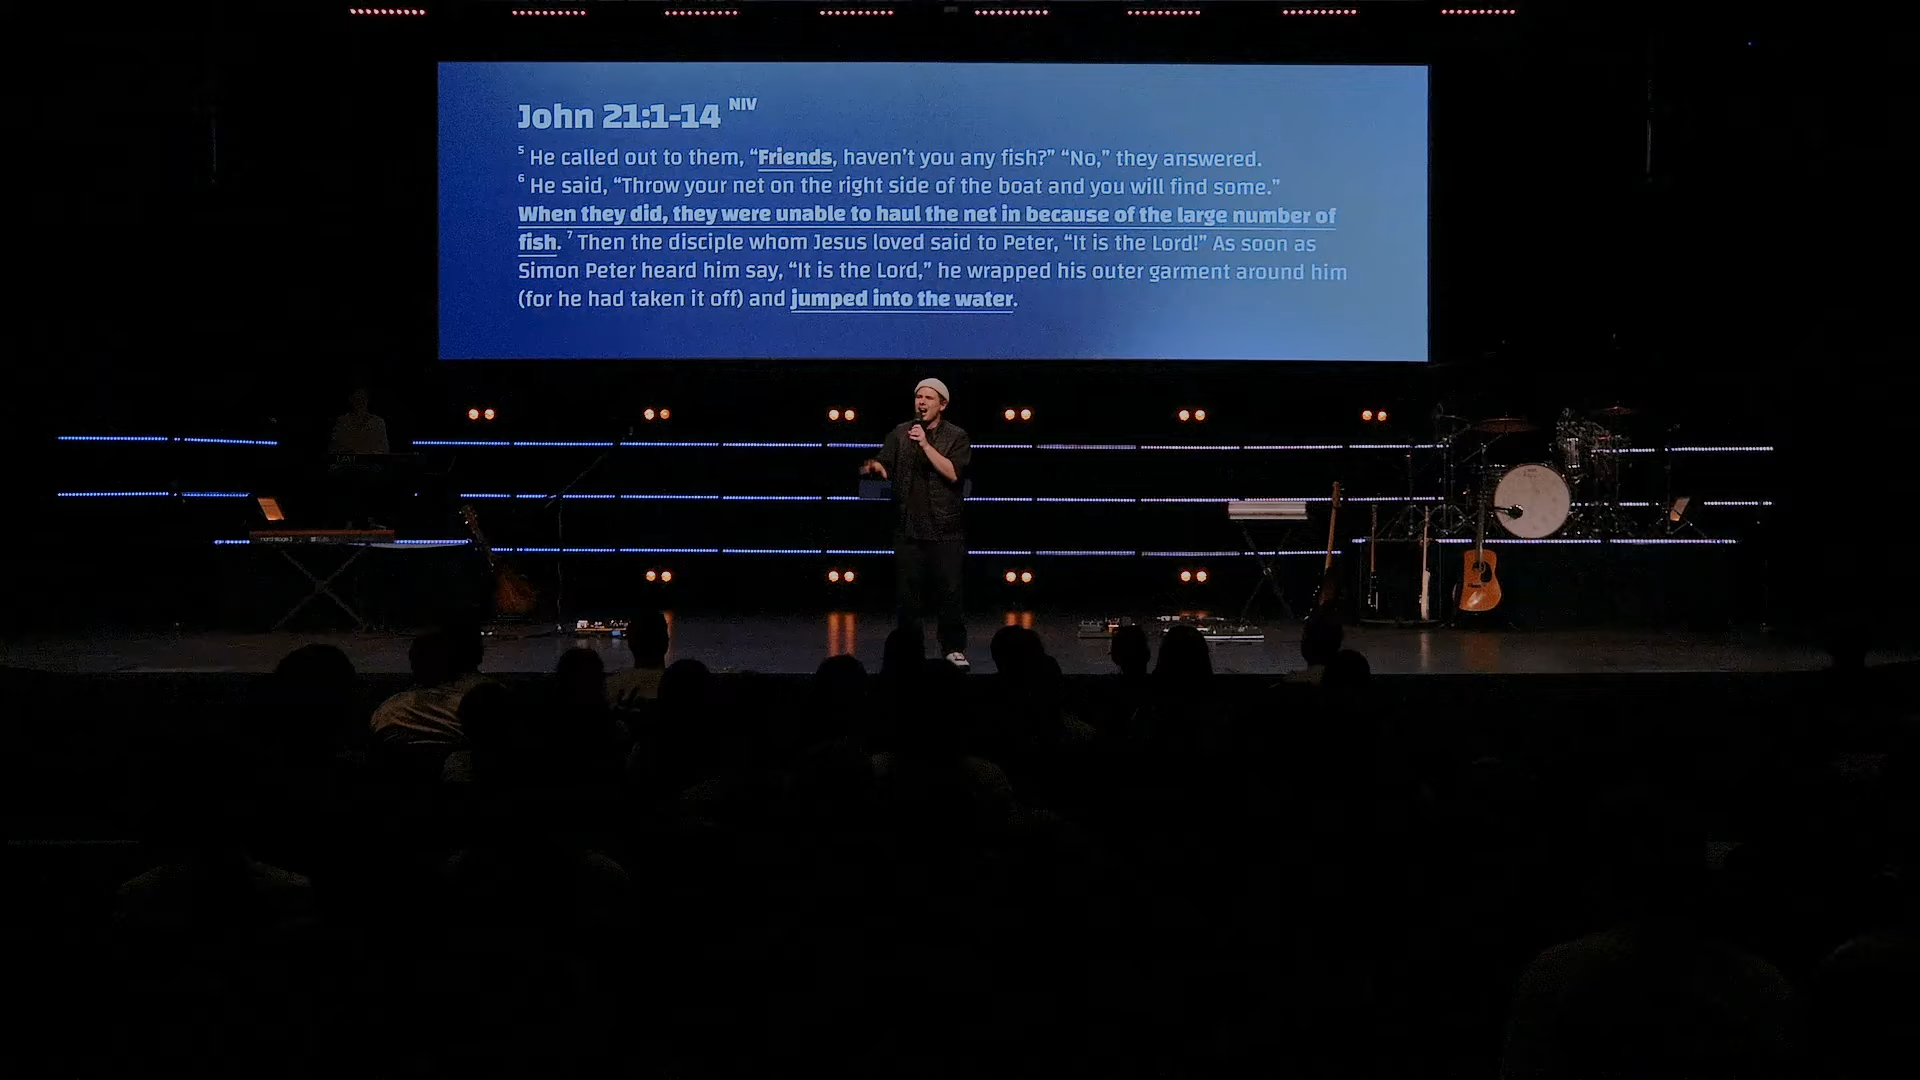 John 21:1-14 NIV
5 He called out to them, “Friends, haven’t you any fish?” “No,” they answered.
6 He said, “Throw your net on the right side of the boat and you will find some.”
When they did, they were unable to haul the net in because of the large number of
fish. 7 Then the disciple whom Jesus loved said to Peter, “It is the Lord!” As soon as
Simon Peter heard him say, “It is the Lord,” he wrapped his outer garment around him
(for he had taken it off) and jumped into the water.
nord stage 3